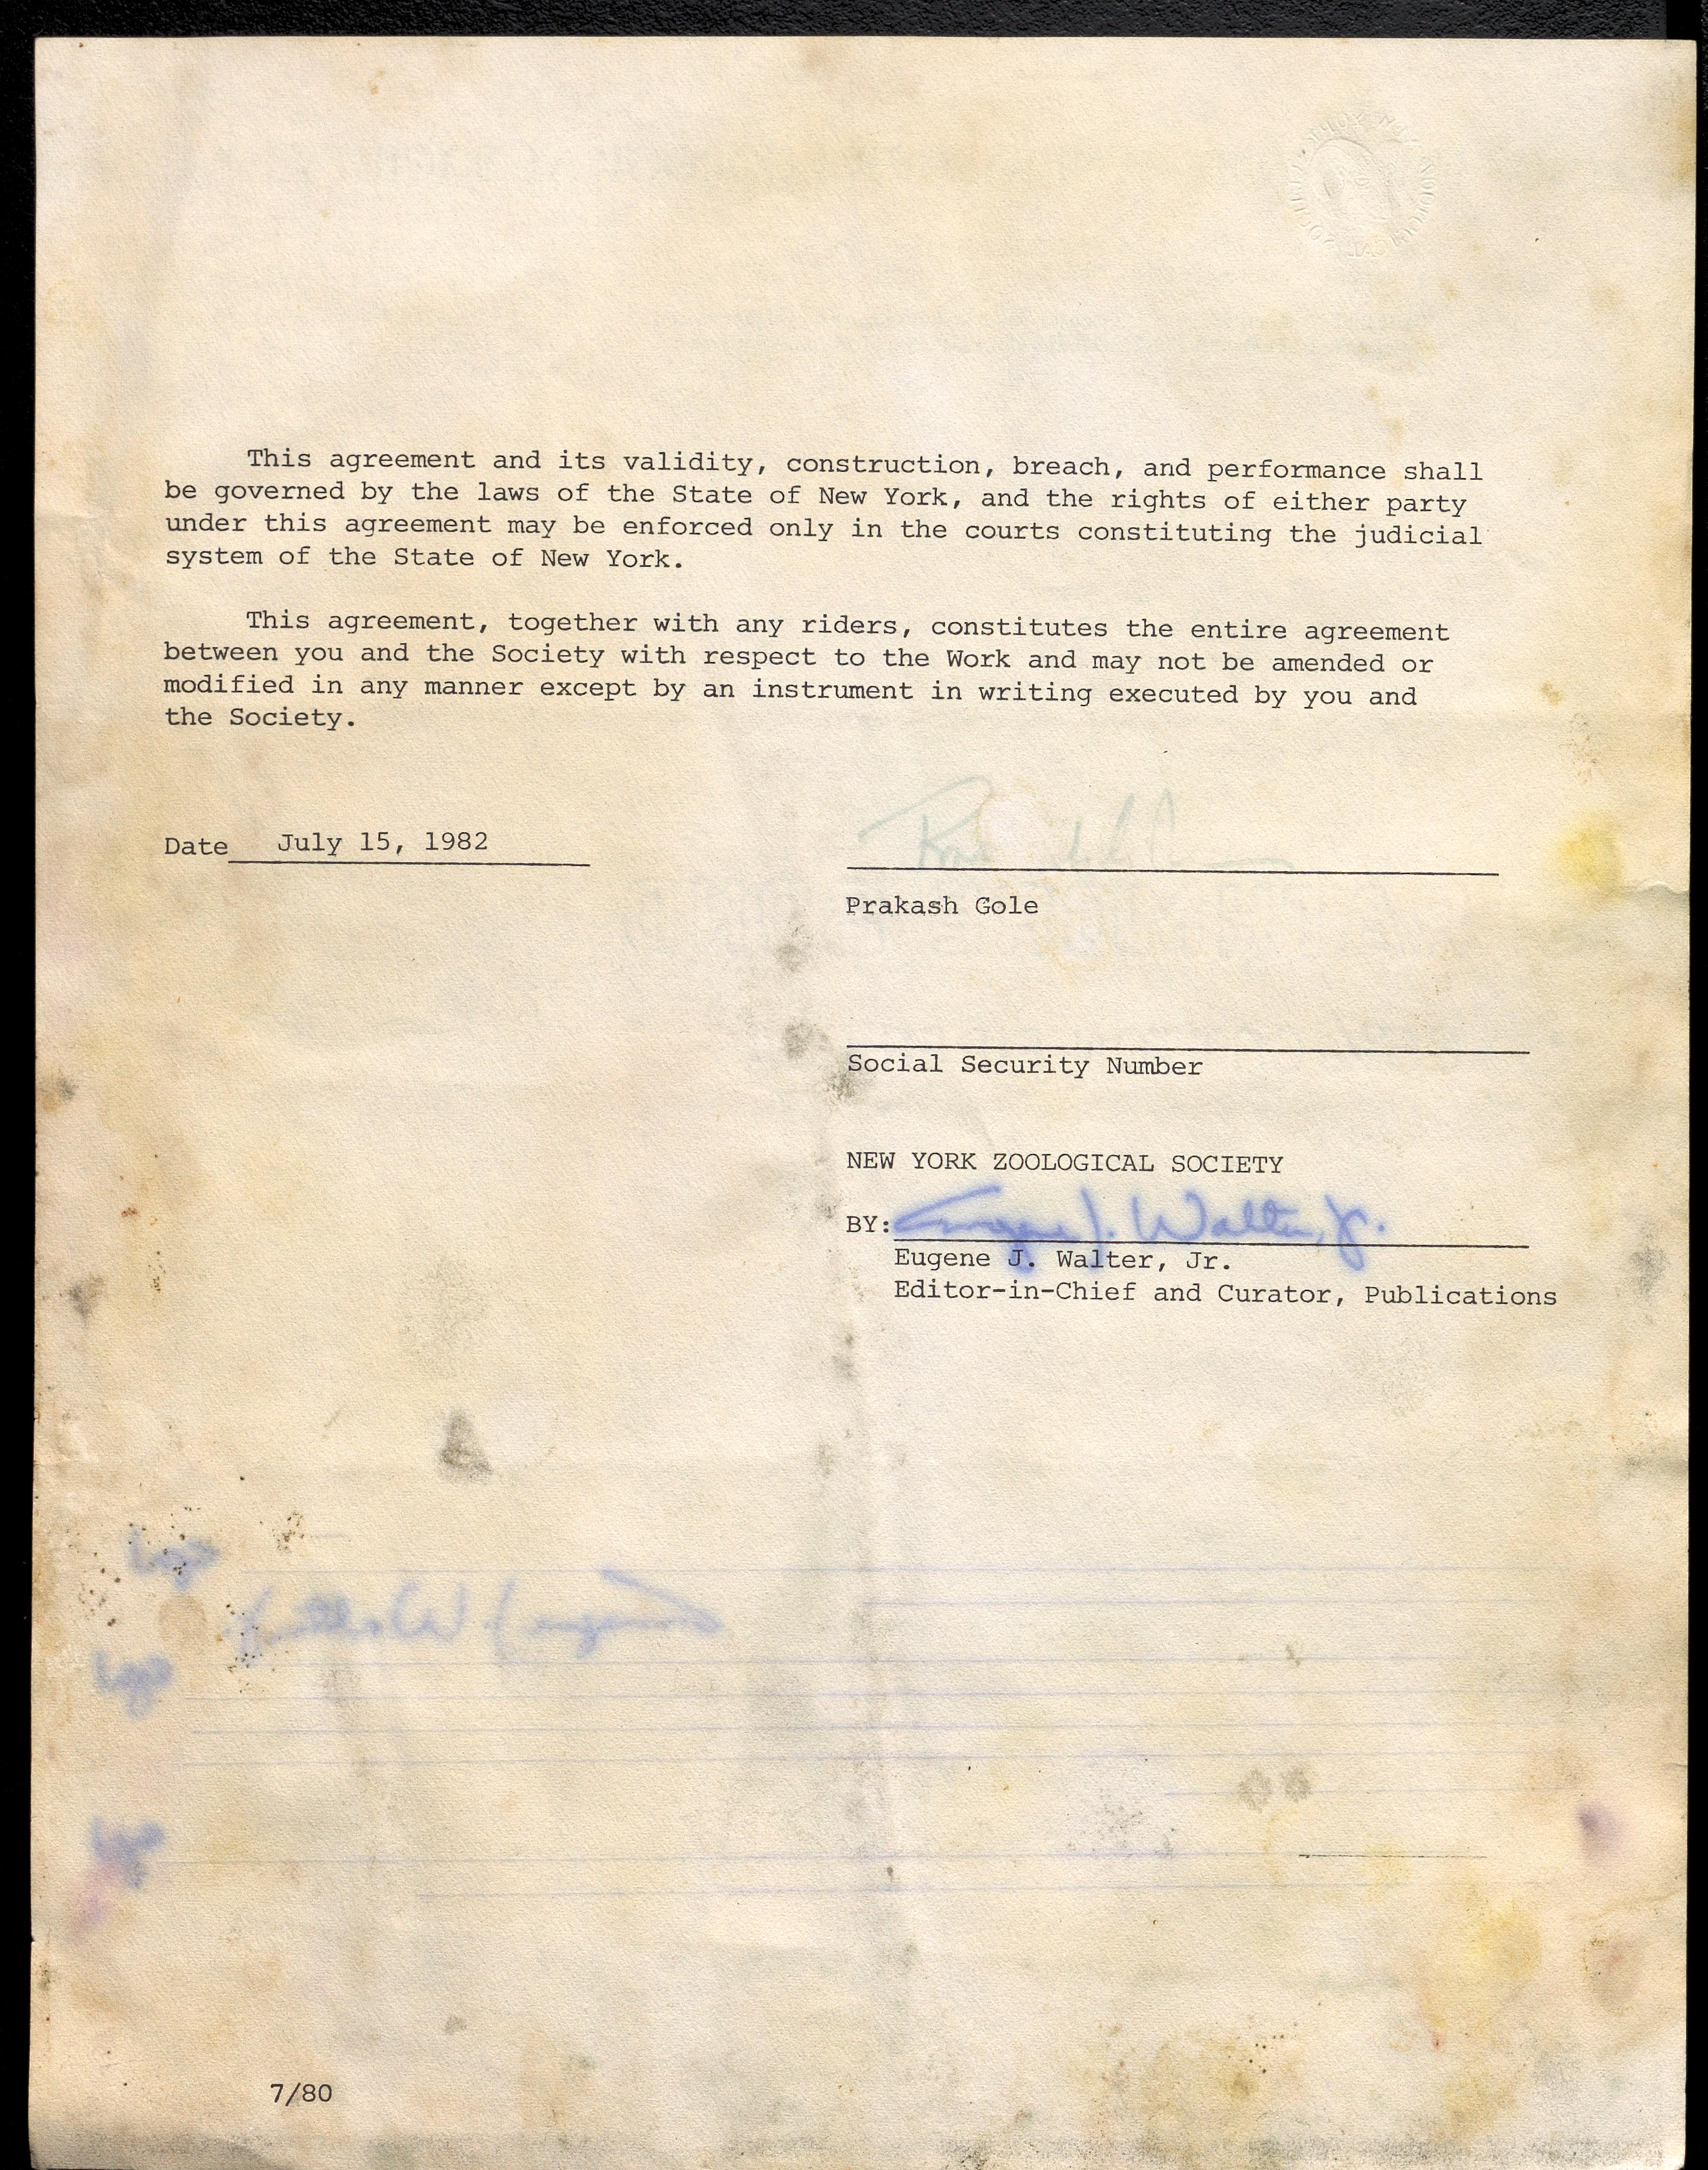 This agreement and its validity, construction, breach, and performance shall
be governed by the laws of the State of New York, and the rights of either party
under this agreement may be enforced only in the courts constituting the judicial
system of the State of New York.
This agreement, together with any riders, constitutes the entire agreement
between you and the Society with respect to the Work and may not be amended or
modified in any manner except by an instrument in writing executed by you and
the Society.
Date July 15, 1982
Prakash Gole
Social Security Number
NEW YORK ZOOLOGICAL SOCIETY
BY: Eugene J. Walter, Jr.
Eugene J. Walter, Jr.
Editor-in-Chief and Curator, Publications
7/80